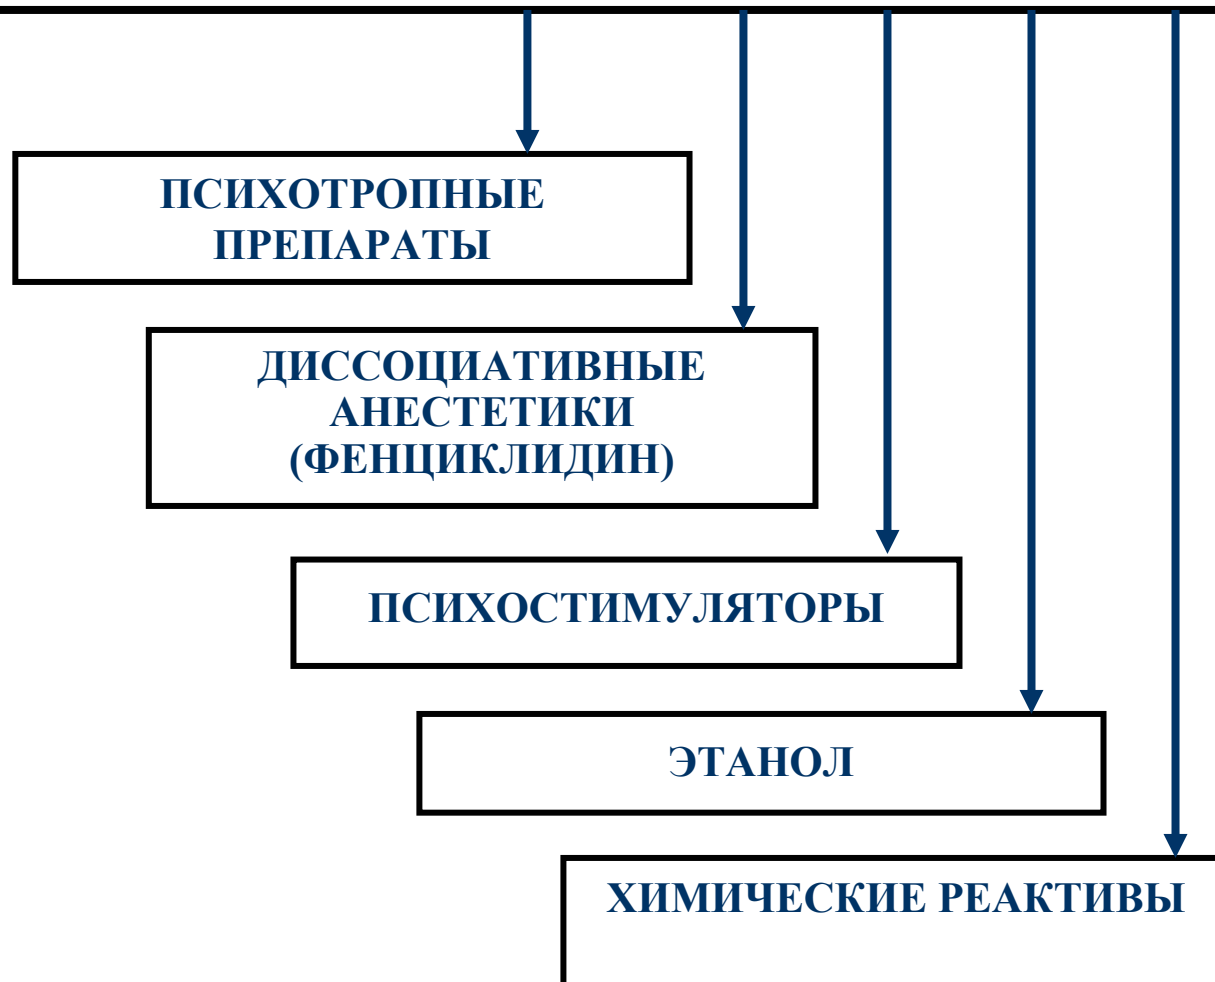 ПСИХОТРОПНЫЕ
ПРЕПАРАТЫ
ДИССОЦИАТИВНЫЕ
АНЕСТЕТИКИ
(ФЕНЦИКЛИДИН)
ПСИХОСТИМУЛЯТОРЫ
ЭТАНОЛ
ХИМИЧЕСКИЕ РЕАКТИВЫ